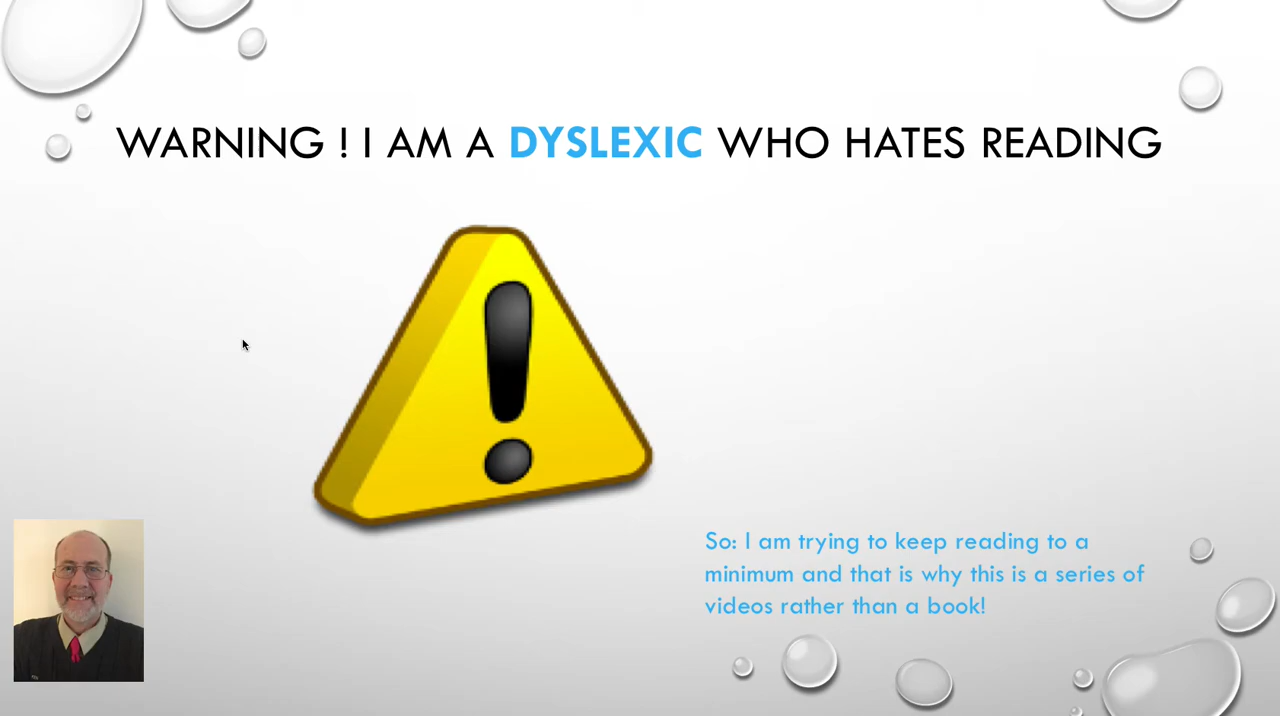 WARNING ! I AM A DYSLEXIC WHO HATES READING
So: I am trying to keep reading to a
minimum and that is why this is a series of
videos rather than a book!